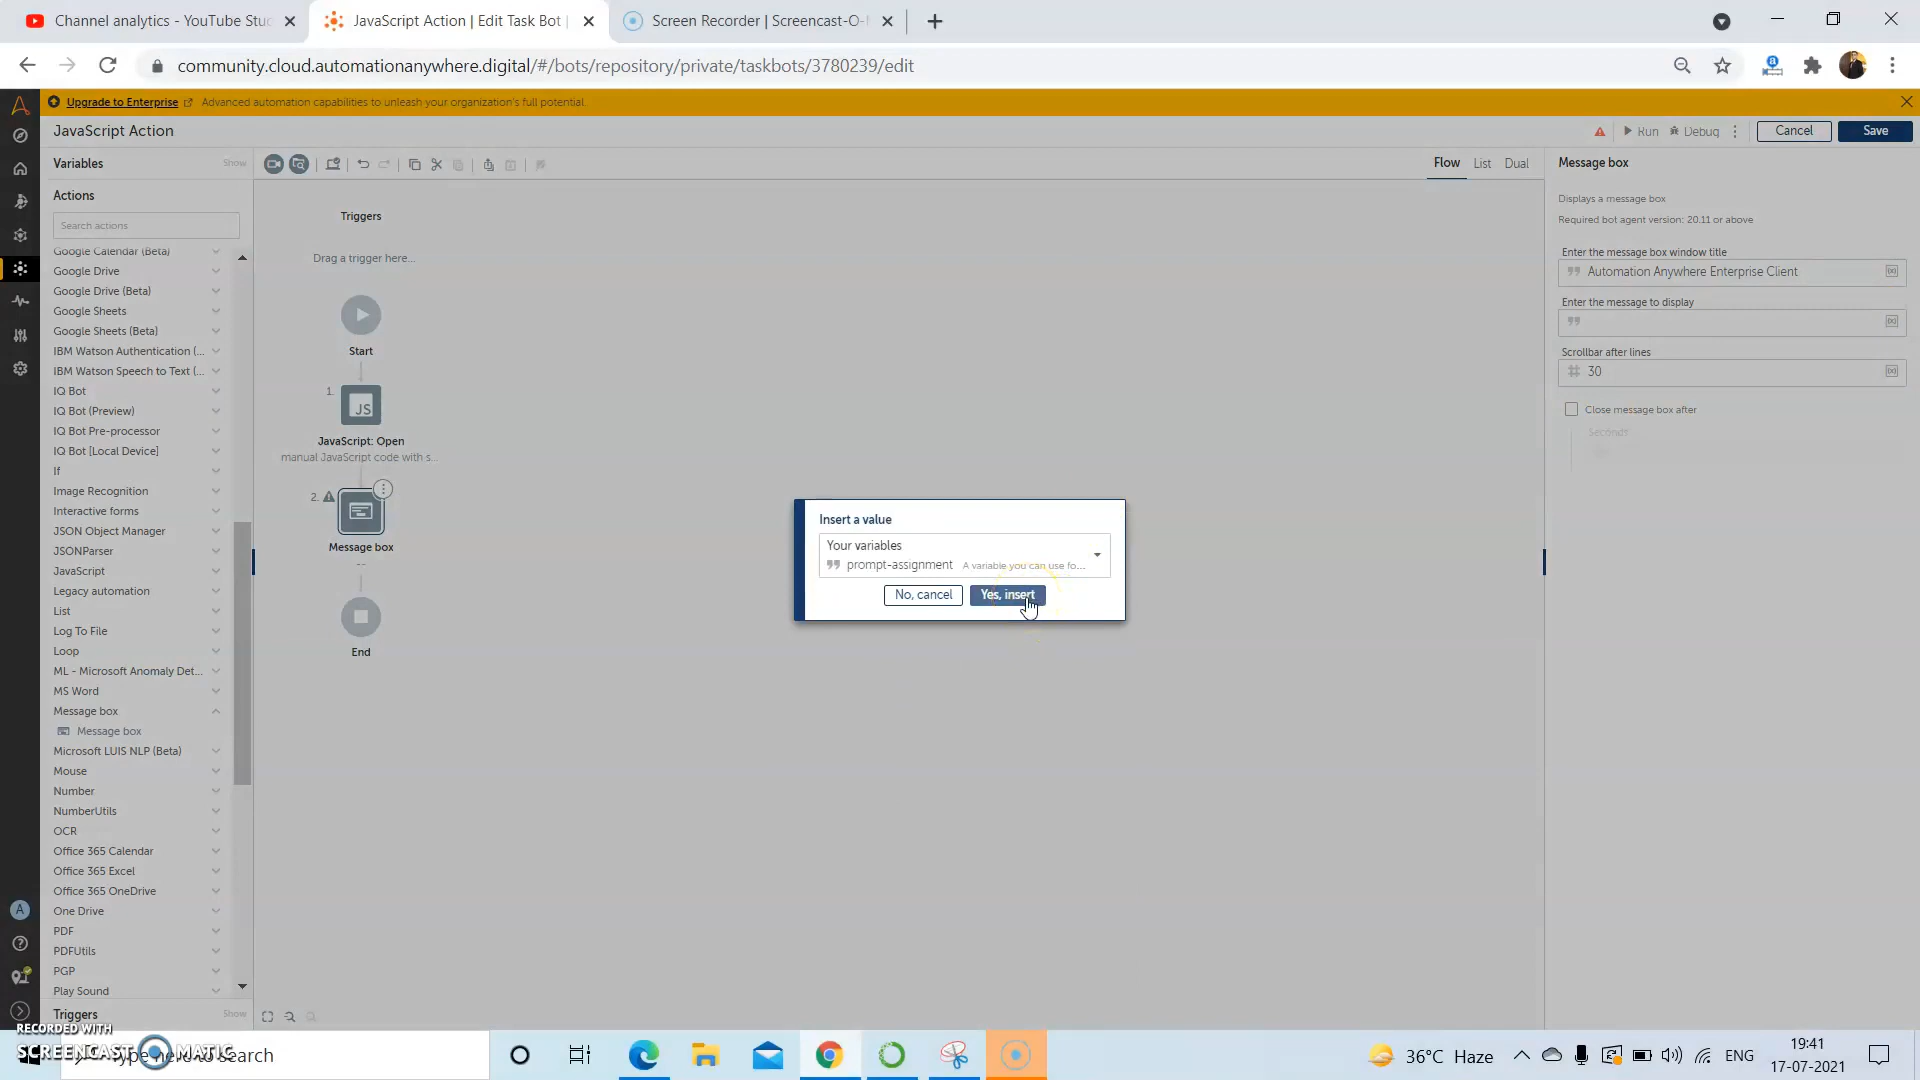 Channel analytics - YouTube Stud
JavaScript Action | Edit Task Bot |
Screen Recorder | Screencast-O-
community.cloud.automationanywhere.digital/#/bots/repository/private/taskbots/3780239/edit
Upgrade to Enterprise Advanced automation capabilities to unleash your organization's full potential.
JavaScript Action
Run Debug Cancel Save
Variables Show
Flow List Dual
Message box
Actions
Search actions
Google Calendar (Beta)
Google Drive
Google Drive (Beta)
Google Sheets
Google Sheets (Beta)
IBM Watson Authentication (...
IBM Watson Speech to Text (...
IQ Bot
IQ Bot (Preview)
IQ Bot Pre-processor
IQ Bot [Local Device]
If
Image Recognition
Interactive forms
JSON Object Manager
JSONParser
JavaScript
Legacy automation
List
Log To File
Loop
ML - Microsoft Anomaly Det...
MS Word
Message box
Message box
Microsoft LUIS NLP (Beta)
Mouse
Number
NumberUtils
OCR
Office 365 Calendar
Office 365 Excel
Office 365 OneDrive
One Drive
PDF
PDFUtils
PGP
Play Sound
Triggers Show
Triggers
Drag a trigger here...
Start
1.
JS
JavaScript: Open
manual JavaScript code with s...
2.
Message box
--
End
Insert a value
Your variables
prompt-assignment A variable you can use fo...
No, cancel Yes, insert
Displays a message box
Required bot agent version: 20.11 or above
Enter the message box window title
Automation Anywhere Enterprise Client
Enter the message to display
Scrollbar after lines
30
Close message box after
Seconds
A
RECORDED WITH
SCREENCAST MATIC
Type here to search
36°C Haze
ENG
19:41
17-07-2021